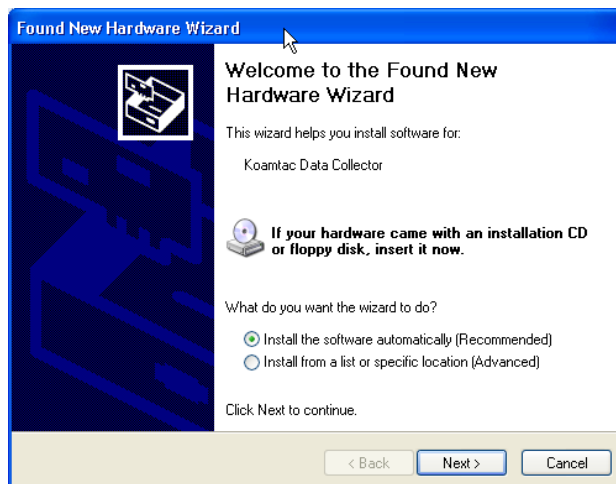 Found New Hardware Wizard
Welcome to the Found New
Hardware Wizard
This wizard helps you install software for:
Koamtac Data Collector
If your hardware came with an installation CD
or floppy disk, insert it now.
What do you want the wizard to do?
Install the software automatically (Recommended)
Install from a list or specific location (Advanced)
Click Next to continue.
< Back
Next >
Cancel